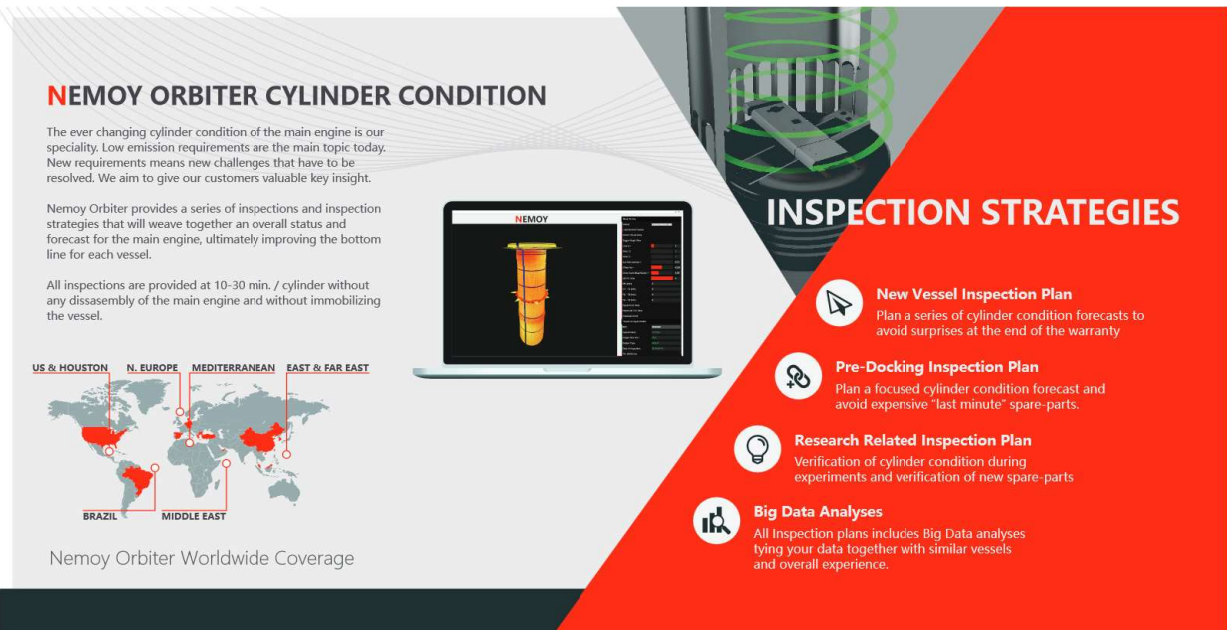 NEMOY ORBITER CYLINDER CONDITION
The ever changing cylinder condition of the main engine is our
speciality. Low emission requirements are the main topic today.
New requirements means new challenges that have to be
resolved. We aim to give our customers valuable key insight.
Nemoy Orbiter provides a series of inspections and inspection
strategies that will weave together an overall status and
forecast for the main engine, ultimately improving the bottom
line for each vessel.
All inspections are provided at 10-30 min. / cylinder without
any dissasembly of the main engine and without immobilizing
the vessel.
US & HOUSTON N. EUROPE MEDITERRANEAN EAST & FAR EAST
BRAZIL MIDDLE EAST
Nemoy Orbiter Worldwide Coverage
NEMOY
INSPECTION STRATEGIES
New Vessel Inspection Plan
Plan a series of cylinder condition forecasts to
avoid surprises at the end of the warranty
Pre-Docking Inspection Plan
Plan a focused cylinder condition forecast and
avoid expensive “last minute” spare-parts.
Research Related Inspection Plan
Verification of cylinder condition during
experiments and verification of new spare-parts
Big Data Analyses
All Inspection plans includes Big Data analyses
tying your data together with similar vessels
and overall experience.